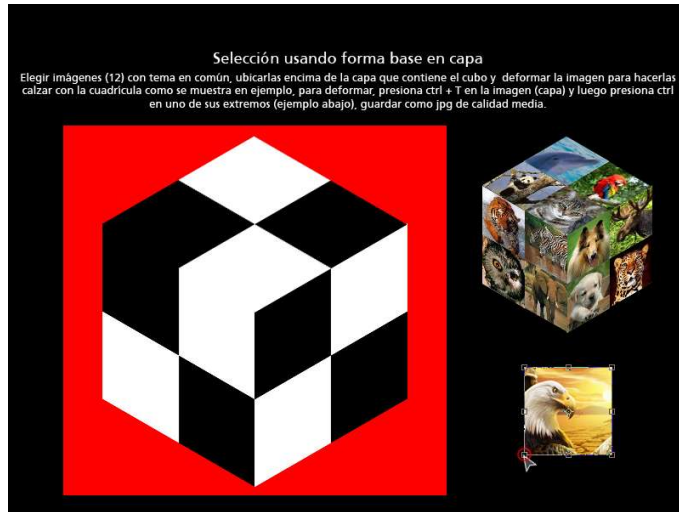 Selección usando forma base en capa
Elegir imágenes (12) con tema en común, ubicarlas encima de la capa que contiene el cubo y deformar la imagen para hacerlas
calzar con la cuadrícula como se muestra en ejemplo, para deformar, presiona ctrl + T en la imagen (capa) y luego presiona ctrl
en uno de sus extremos (ejemplo abajo), guardar como jpg de calidad media.